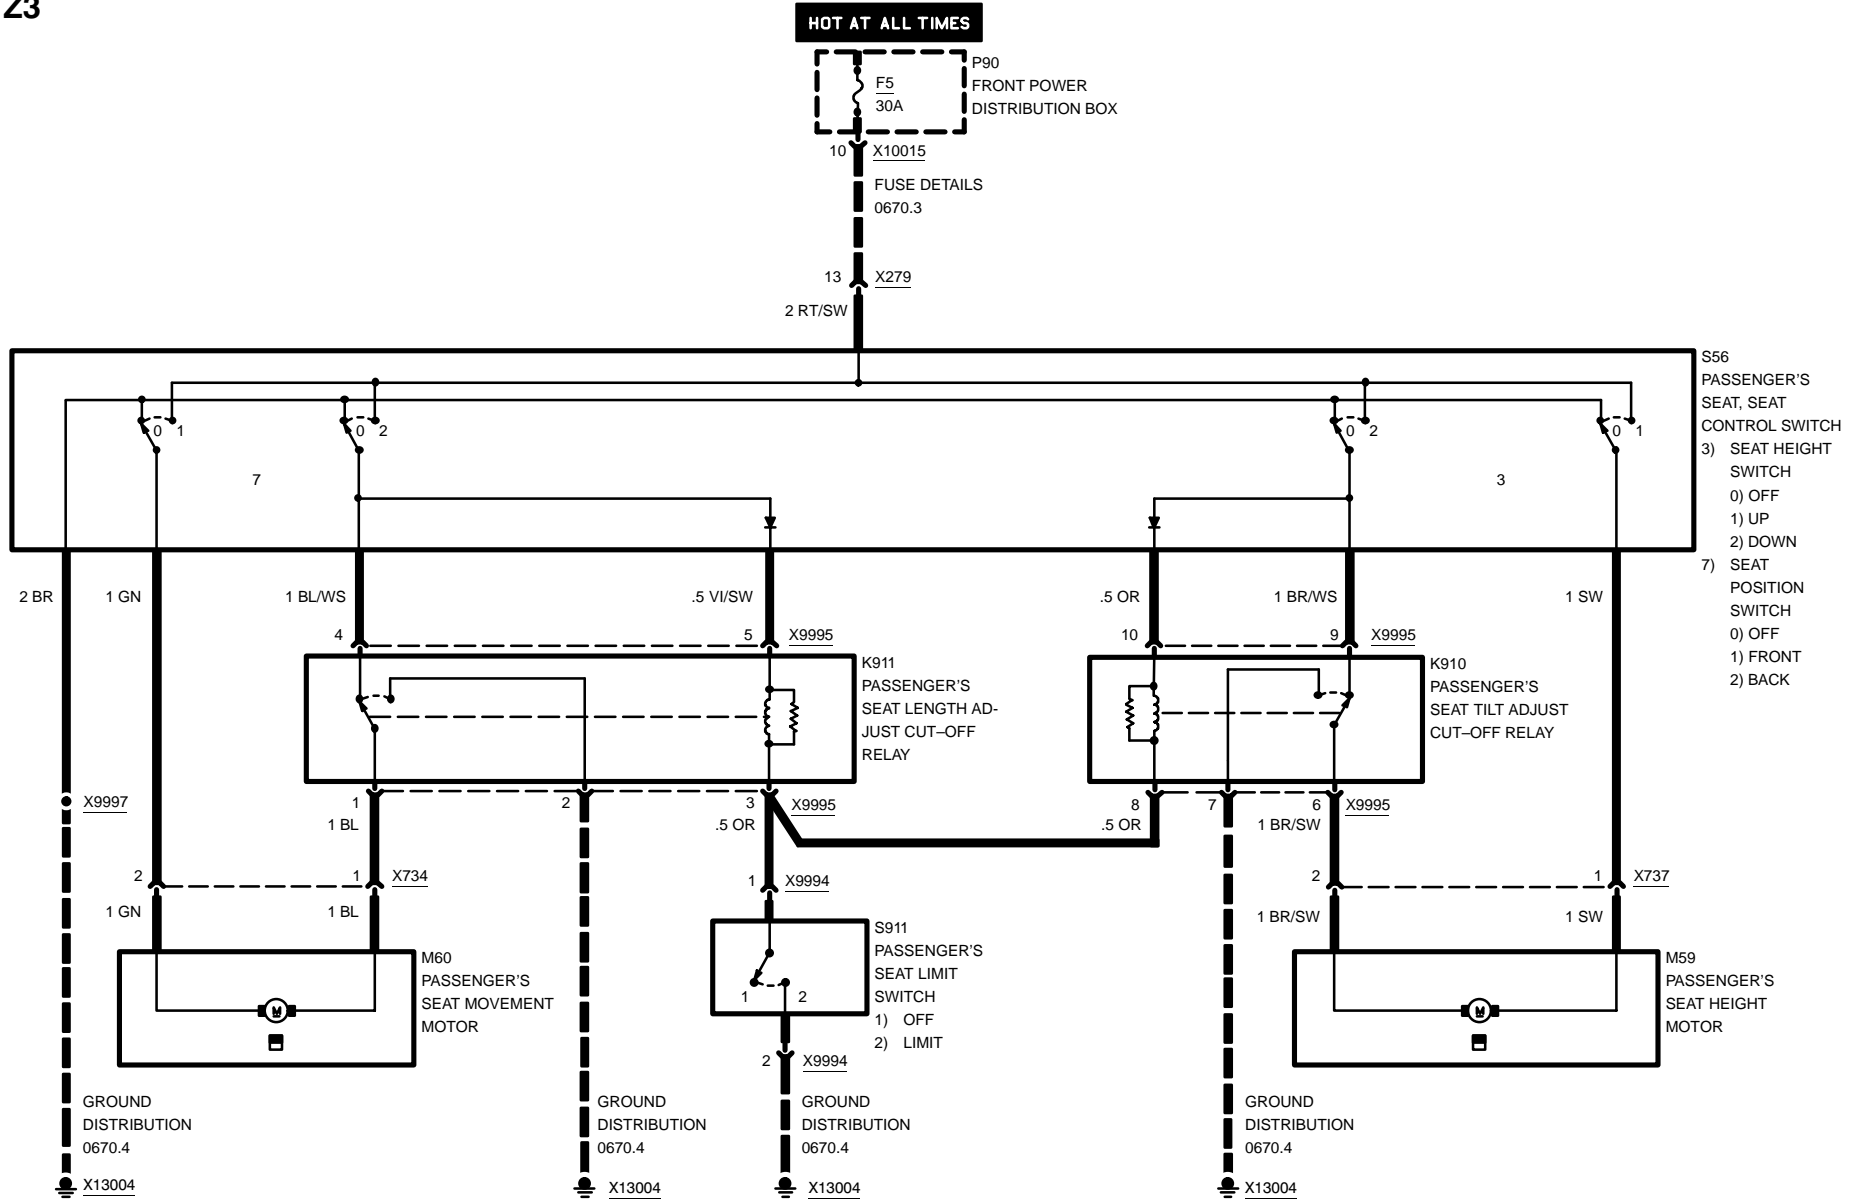 Z3
HOT AT ALL TIMES
P90
FRONT POWER
DISTRIBUTION BOX
F5
30A
10 X10015
FUSE DETAILS
0670.3
13 X279
2 RT/SW
S56
PASSENGER'S
SEAT, SEAT
CONTROL SWITCH
3) SEAT HEIGHT
SWITCH
0) OFF
1) UP
2) DOWN
7) SEAT
POSITION
SWITCH
0) OFF
1) FRONT
2) BACK
0 1 0 2 0 2 0 1
7 3
2 BR 1 GN 1 BL/WS .5 VI/SW .5 OR 1 BR/WS 1 SW
4 5 X9995 10 9 X9995
K911
PASSENGER'S
SEAT LENGTH AD-
JUST CUT–OFF
RELAY
K910
PASSENGER'S
SEAT TILT ADJUST
CUT–OFF RELAY
X9997 1 2 3 X9995 8 7 6 X9995
1 BL .5 OR .5 OR 1 BR/SW
2 1 X734 1 X9994 2 1 X737
1 GN 1 BL 1 BR/SW 1 SW
M60
PASSENGER'S
SEAT MOVEMENT
MOTOR
M
S911
PASSENGER'S
SEAT LIMIT
SWITCH
1) OFF
2) LIMIT
1 2
2 X9994
M59
PASSENGER'S
SEAT HEIGHT
MOTOR
M
GROUND
DISTRIBUTION
0670.4
X13004
GROUND
DISTRIBUTION
0670.4
X13004
GROUND
DISTRIBUTION
0670.4
X13004
GROUND
DISTRIBUTION
0670.4
X13004